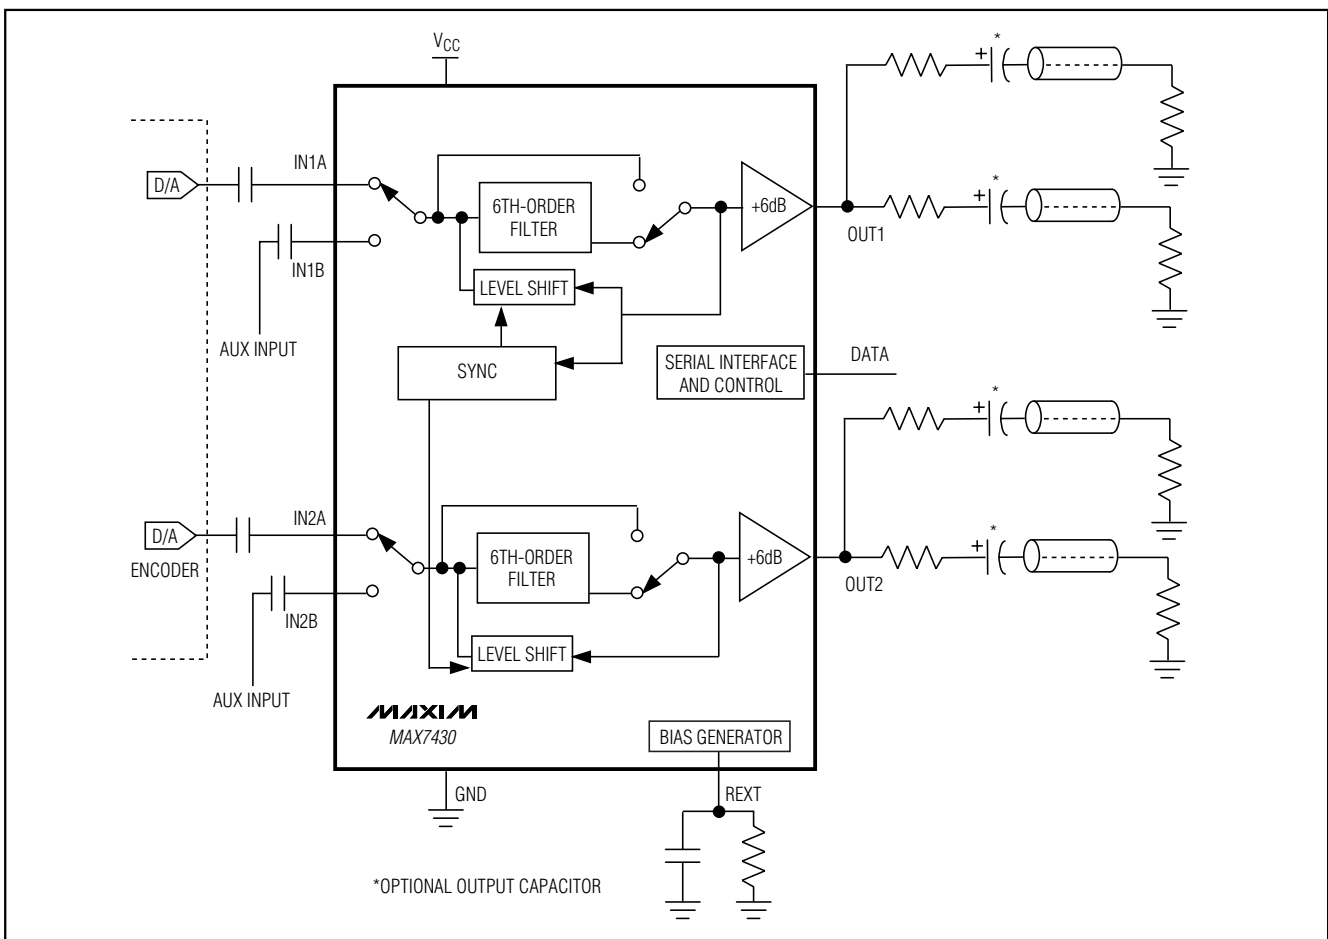 VCC
*
+
IN1A
D/A
6TH-ORDER
FILTER
+6dB
*
+
OUT1
IN1B
LEVEL SHIFT
AUX INPUT
SYNC
SERIAL INTERFACE
AND CONTROL
DATA
*
+
IN2A
D/A
ENCODER
6TH-ORDER
FILTER
+6dB
*
+
OUT2
IN2B
LEVEL SHIFT
AUX INPUT
MAXIM
MAX7430
BIAS GENERATOR
GND
REXT
*OPTIONAL OUTPUT CAPACITOR